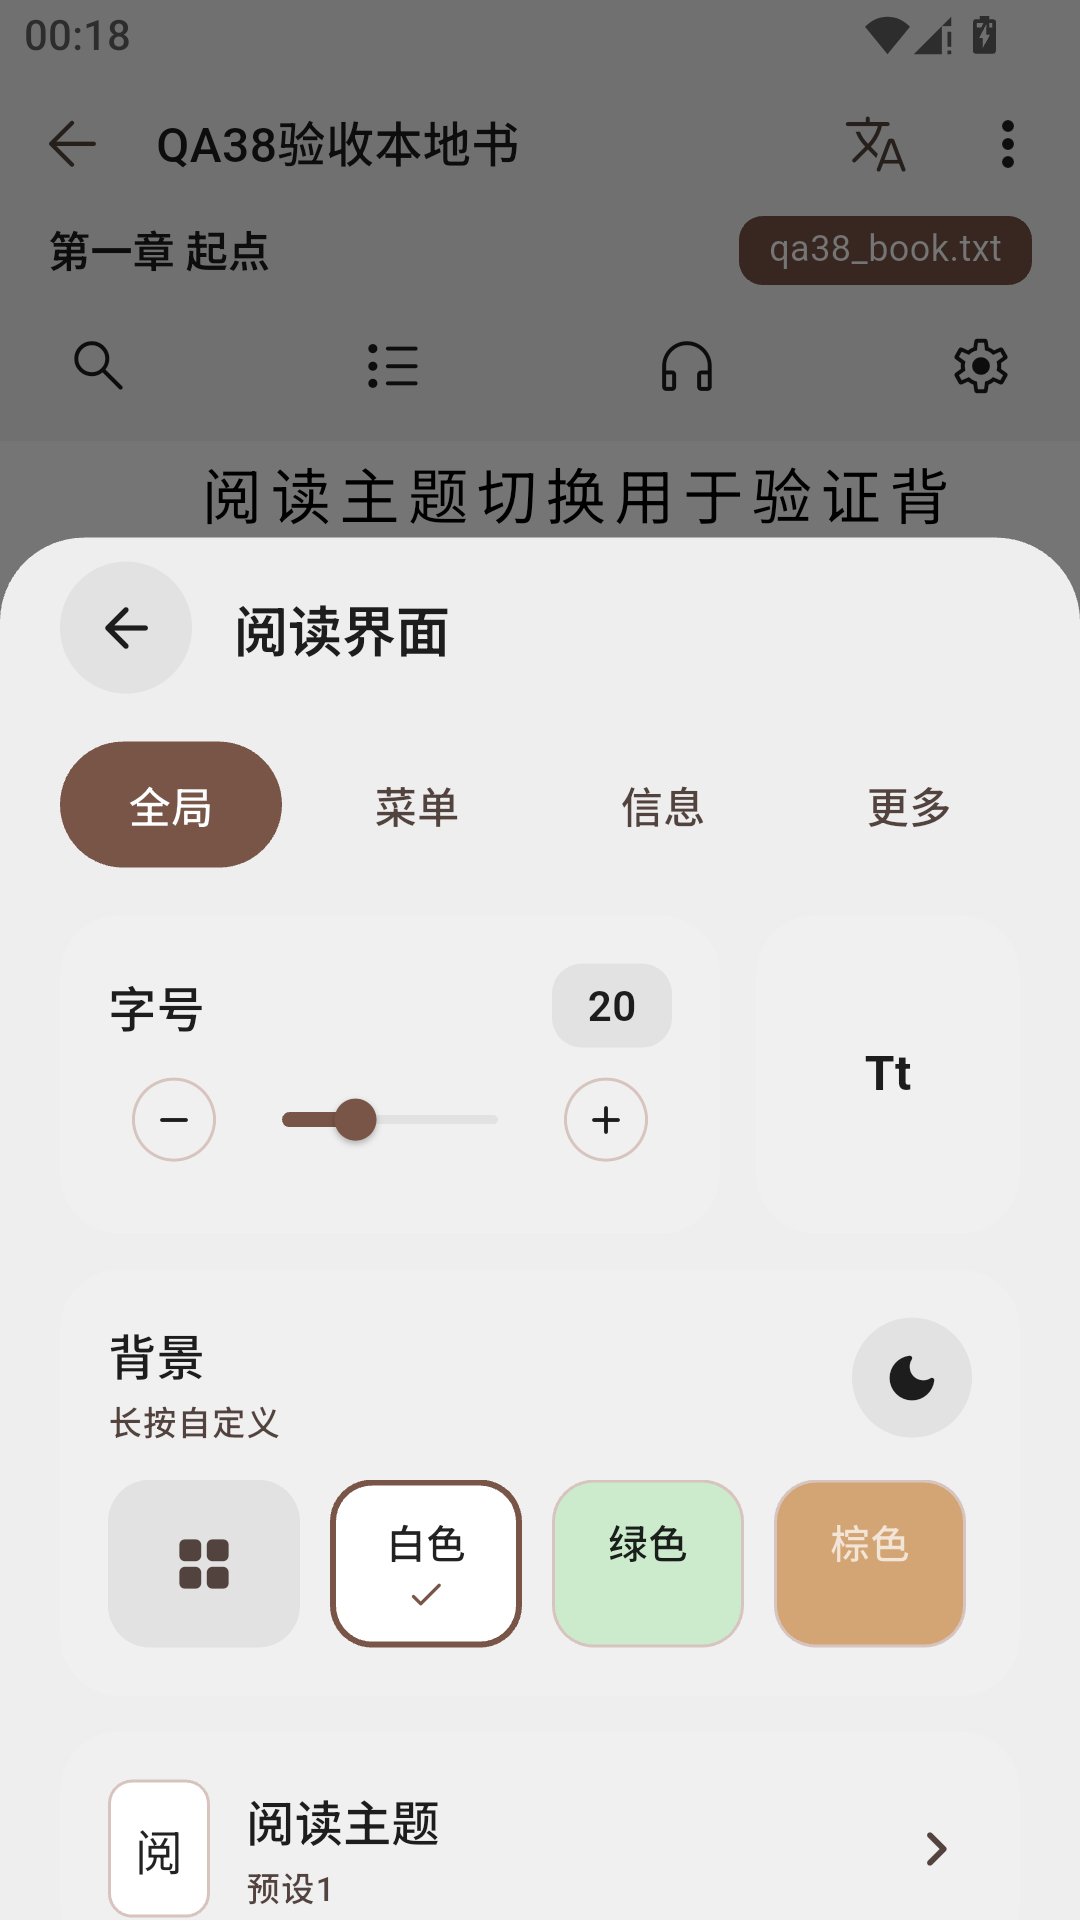 00:18
QA38验收本地书
第一章 起点
qa38_book.txt
阅读主题切换用于验证背
阅读界面
全局
菜单
信息
更多
字号
20
Tt
背景
长按自定义
白色
绿色
棕色
阅
阅读主题
预设1